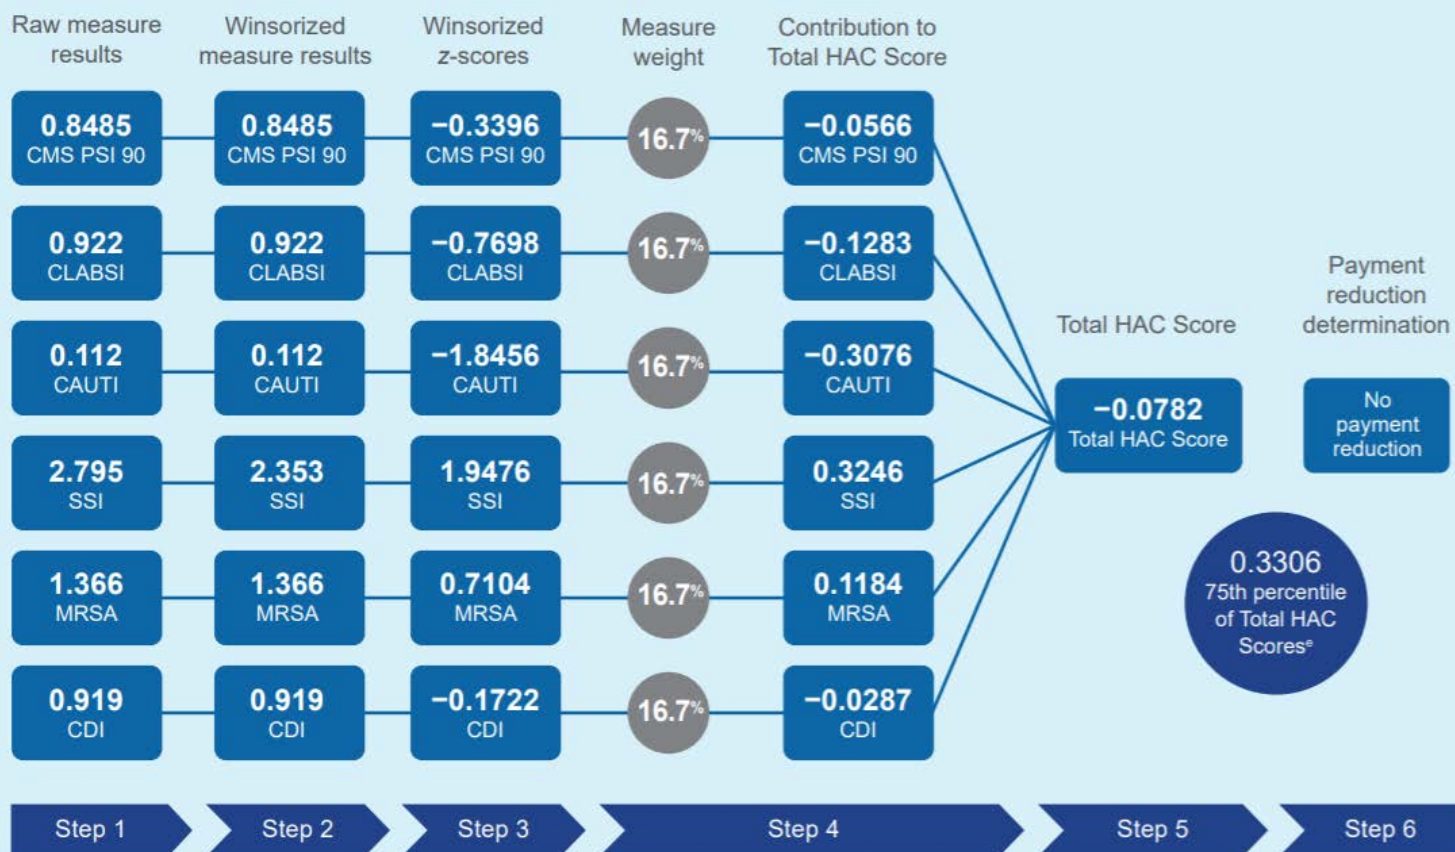 Raw measure
results
Winsorized
measure results
Winsorized
z-scores
Measure
weight
Contribution to
Total HAC Score
0.8485
CMS PSI 90
0.8485
CMS PSI 90
−0.3396
CMS PSI 90
16.7%
−0.0566
CMS PSI 90
0.922
CLABSI
0.922
CLABSI
−0.7698
CLABSI
16.7%
−0.1283
CLABSI
0.112
CAUTI
0.112
CAUTI
−1.8456
CAUTI
16.7%
−0.3076
CAUTI
2.795
SSI
2.353
SSI
1.9476
SSI
16.7%
0.3246
SSI
1.366
MRSA
1.366
MRSA
0.7104
MRSA
16.7%
0.1184
MRSA
0.919
CDI
0.919
CDI
−0.1722
CDI
16.7%
−0.0287
CDI
Total HAC Score
−0.0782
Total HAC Score
Payment
reduction
determination
No
payment
reduction
0.3306
75th percentile
of Total HAC
Scoresᵉ
Step 1
Step 2
Step 3
Step 4
Step 5
Step 6